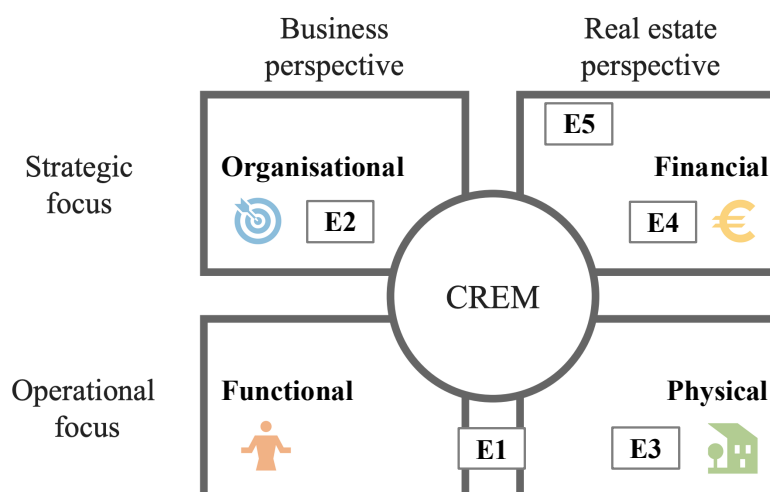 Business
perspective
Real estate
perspective
Strategic
focus
Organisational
E2
E5
Financial
E4
€
CREM
Operational
focus
Functional
E1
Physical
E3